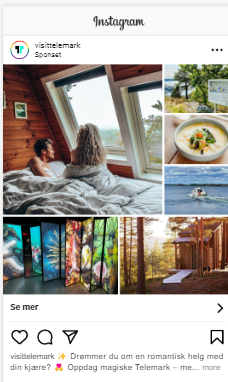 Instagram
visittelemark
Sponset
Se mer
visittelemark ✨ Drømmer du om en romantisk helg med
din kjære? 💏 Oppdag magiske Telemark – me... more